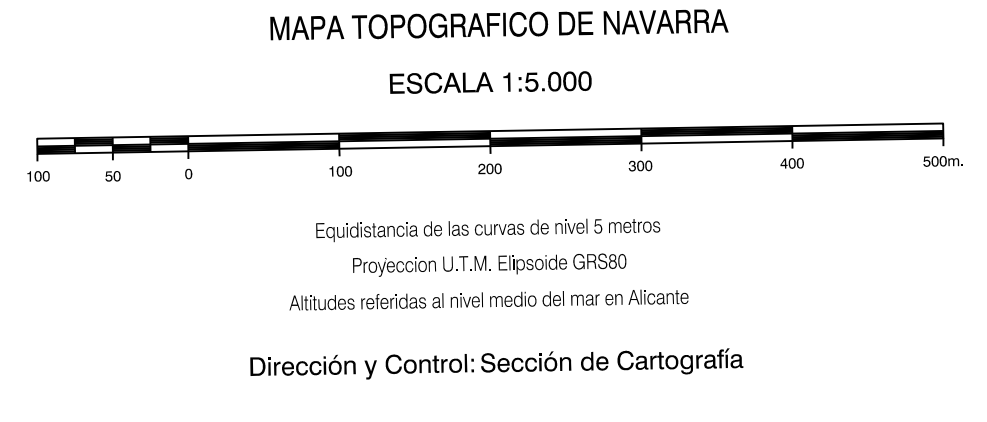 MAPA TOPOGRAFICO DE NAVARRA
ESCALA 1:5.000
100 50 0 100 200 300 400 500m.
Equidistancia de las curvas de nivel 5 metros
Proyeccion U.T.M. Elipsoide GRS80
Altitudes referidas al nivel medio del mar en Alicante
Dirección y Control: Sección de Cartografía